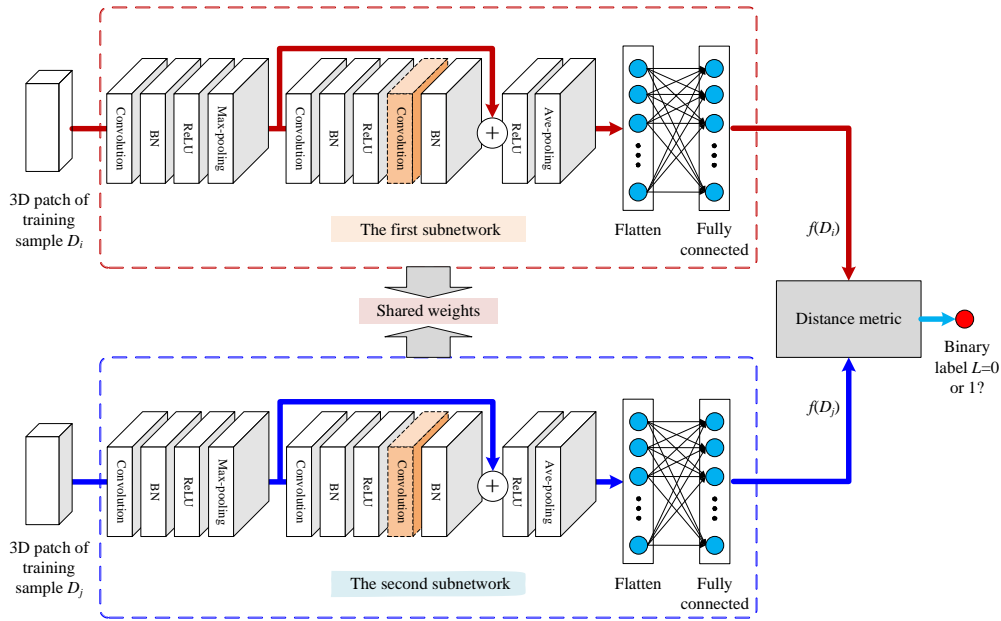 Convolution
BN
ReLU
Max-pooling
Convolution
BN
ReLU
Convolution
BN
+
ReLU
Ave-pooling
3D patch of
training
sample Di
The first subnetwork
Flatten
Fully
connected
f(Di)
Shared weights
Distance metric
Binary
label L=0
or 1?
f(Dj)
Convolution
BN
ReLU
Max-pooling
Convolution
BN
ReLU
Convolution
BN
+
ReLU
Ave-pooling
3D patch of
training
sample Dj
The second subnetwork
Flatten
Fully
connected